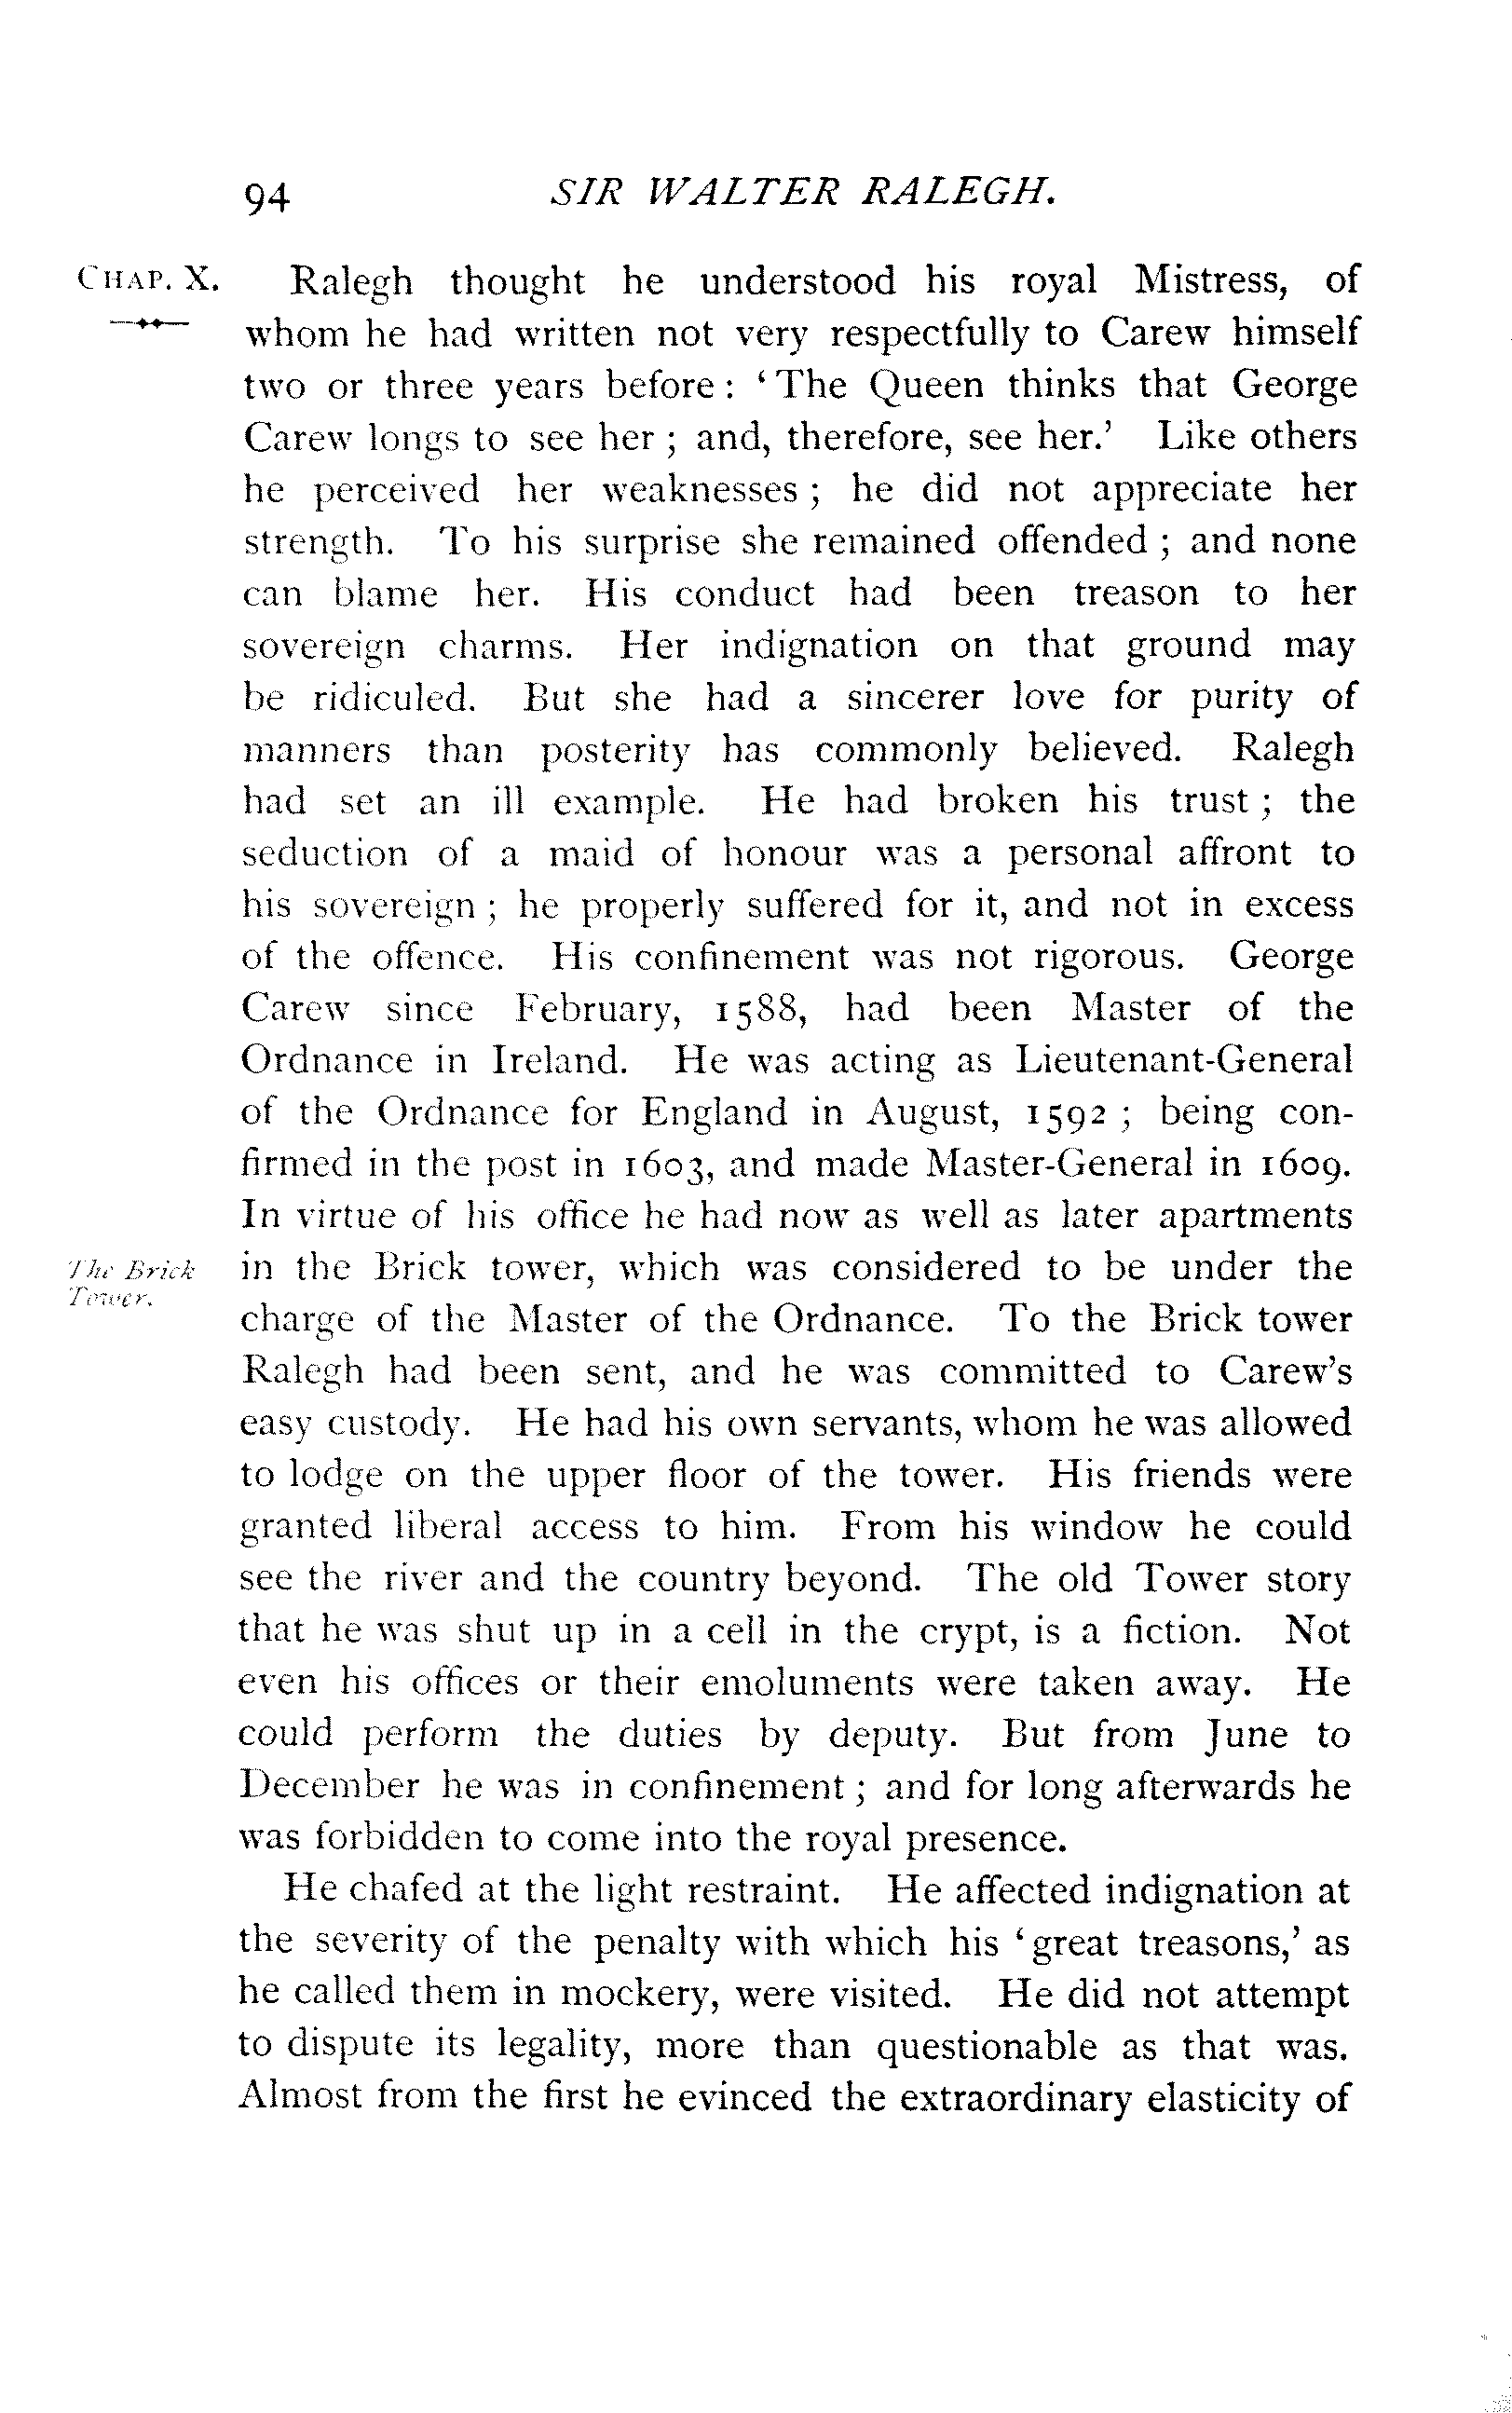 94 SIR WALTER RALEGH.
CHAP. X. Ralegh thought he understood his royal Mistress, of
whom he had written not very respectfully to Carew himself
two or three years before : ‘ The Queen thinks that George
Carew longs to see her ; and, therefore, see her.’ Like others
he perceived her weaknesses ; he did not appreciate her
strength. To his surprise she remained offended ; and none
can blame her. His conduct had been treason to her
sovereign charms. Her indignation on that ground may
be ridiculed. But she had a sincerer love for purity of
manners than posterity has commonly believed. Ralegh
had set an ill example. He had broken his trust ; the
seduction of a maid of honour was a personal affront to
his sovereign ; he properly suffered for it, and not in excess
of the offence. His confinement was not rigorous. George
Carew since February, 1588, had been Master of the
Ordnance in Ireland. He was acting as Lieutenant-General
of the Ordnance for England in August, 1592 ; being con-
firmed in the post in 1603, and made Master-General in 1609.
In virtue of his office he had now as well as later apartments
The Brick
Tower.
in the Brick tower, which was considered to be under the
charge of the Master of the Ordnance. To the Brick tower
Ralegh had been sent, and he was committed to Carew’s
easy custody. He had his own servants, whom he was allowed
to lodge on the upper floor of the tower. His friends were
granted liberal access to him. From his window he could
see the river and the country beyond. The old Tower story
that he was shut up in a cell in the crypt, is a fiction. Not
even his offices or their emoluments were taken away. He
could perform the duties by deputy. But from June to
December he was in confinement ; and for long afterwards he
was forbidden to come into the royal presence.
He chafed at the light restraint. He affected indignation at
the severity of the penalty with which his ‘ great treasons,’ as
he called them in mockery, were visited. He did not attempt
to dispute its legality, more than questionable as that was.
Almost from the first he evinced the extraordinary elasticity of